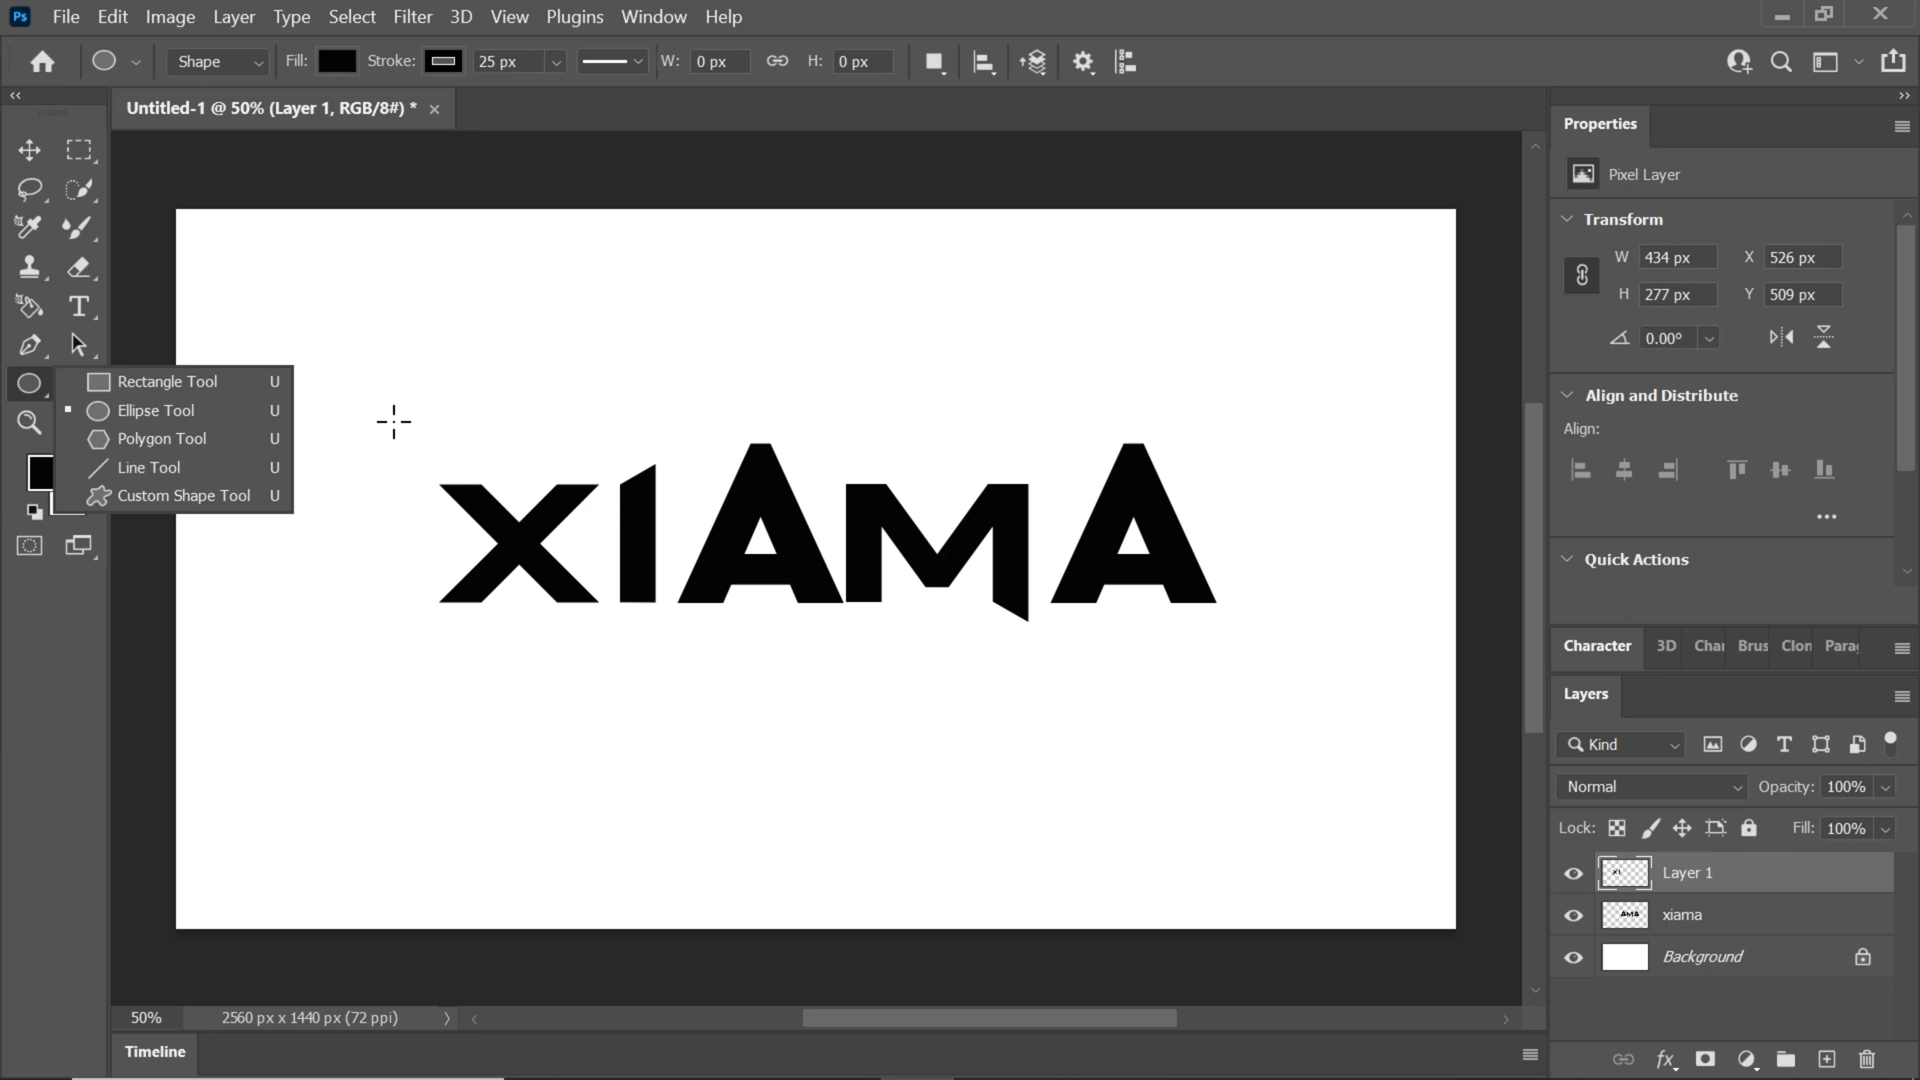 Ps File Edit Image Layer Type Select Filter 3D View Plugins Window Help
Shape Fill: Stroke: 25 px W: 0 px H: 0 px
Untitled-1 @ 50% (Layer 1, RGB/8#) *
Rectangle Tool U
Ellipse Tool U
Polygon Tool U
Line Tool U
Custom Shape Tool U
XIAMA
50% 2560 px x 1440 px (72 ppi)
Timeline
Properties
Pixel Layer
Transform
W 434 px X 526 px
H 277 px Y 509 px
0.00º
Align and Distribute
Align:
Quick Actions
Character 3D Char Brus Clon Para
Layers
Kind
Normal Opacity: 100%
Lock: Fill: 100%
Layer 1
xiama
Background
fx